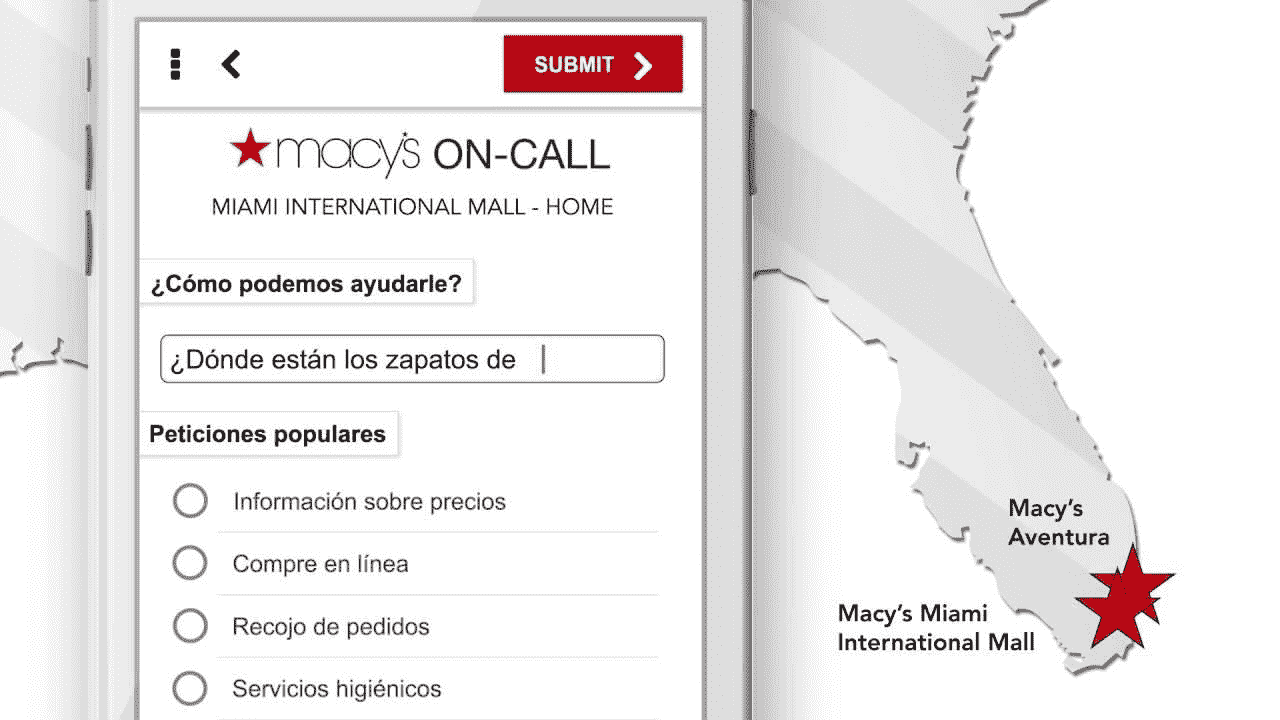 SUBMIT
macy's ON-CALL
MIAMI INTERNATIONAL MALL - HOME
¿Cómo podemos ayudarle?
¿Dónde están los zapatos de
Peticiones populares
Información sobre precios
Compre en línea
Recojo de pedidos
Servicios higiénicos
Macy's
Aventura
Macy's Miami
International Mall